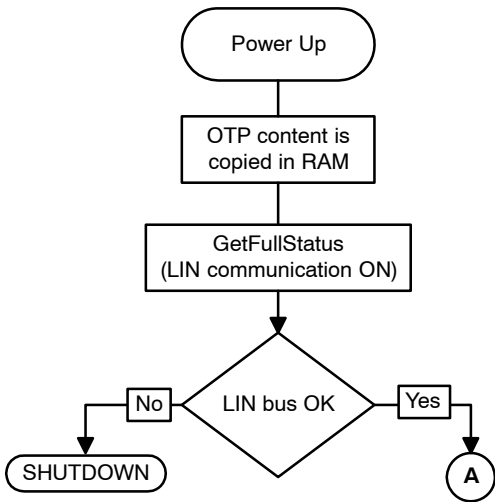 Power Up
OTP content is
copied in RAM
GetFullStatus
(LIN communication ON)
LIN bus OK
No
Yes
SHUTDOWN
A